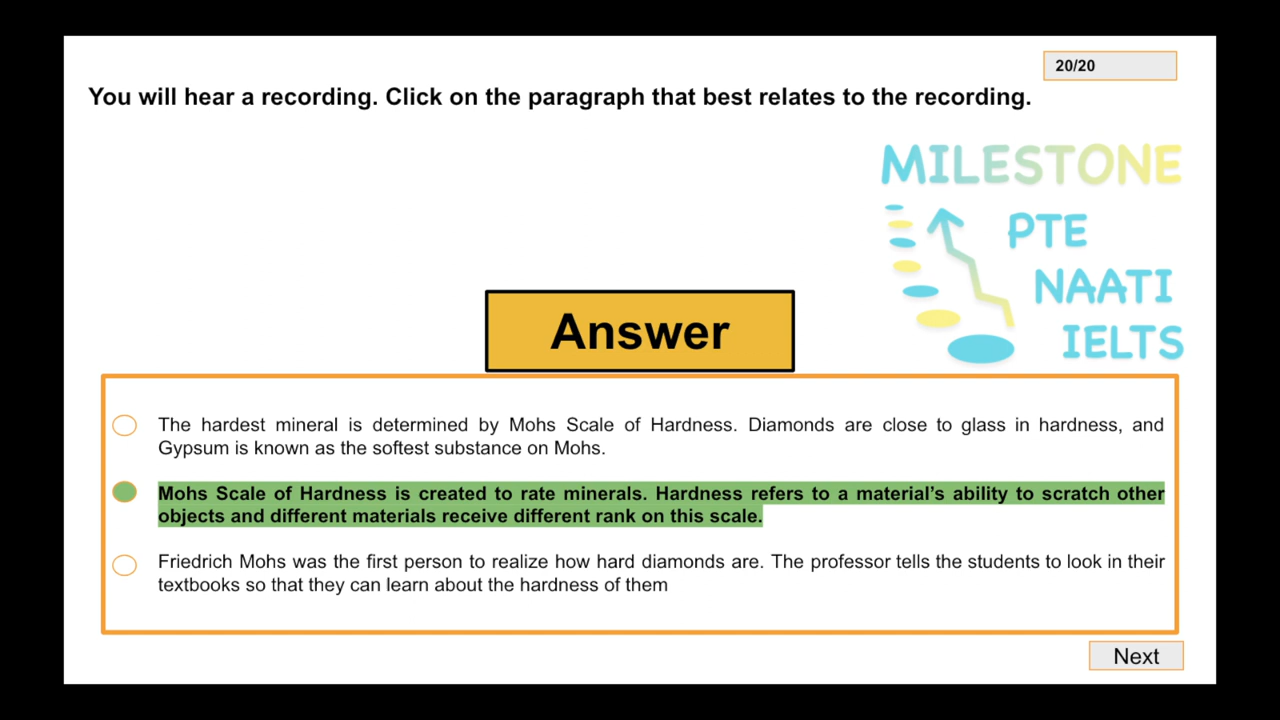 20/20
You will hear a recording. Click on the paragraph that best relates to the recording.
MILESTONE
PTE
NAATI
IELTS
Answer
The hardest mineral is determined by Mohs Scale of Hardness. Diamonds are close to glass in hardness, and
Gypsum is known as the softest substance on Mohs.
Mohs Scale of Hardness is created to rate minerals. Hardness refers to a material’s ability to scratch other
objects and different materials receive different rank on this scale.
Friedrich Mohs was the first person to realize how hard diamonds are. The professor tells the students to look in their
textbooks so that they can learn about the hardness of them
Next